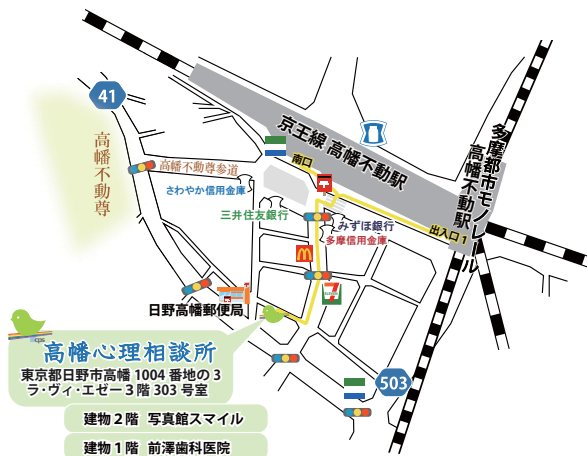 41
高幡不動尊
高幡不動尊参道
さわやか信用金庫
京王線 高幡不動駅
南口
多摩都市モノレール
高幡不動駅
出入口1
三井住友銀行
みずほ銀行
多摩信用金庫
M
7
ELEVEN
日野高幡郵便局
cps
高幡心理相談所
東京都日野市高幡 1004 番地の 3
ラ・ヴィ・エゼー 3 階 303 号室
503
建物 2 階 写真館スマイル
建物 1 階 前澤歯科医院